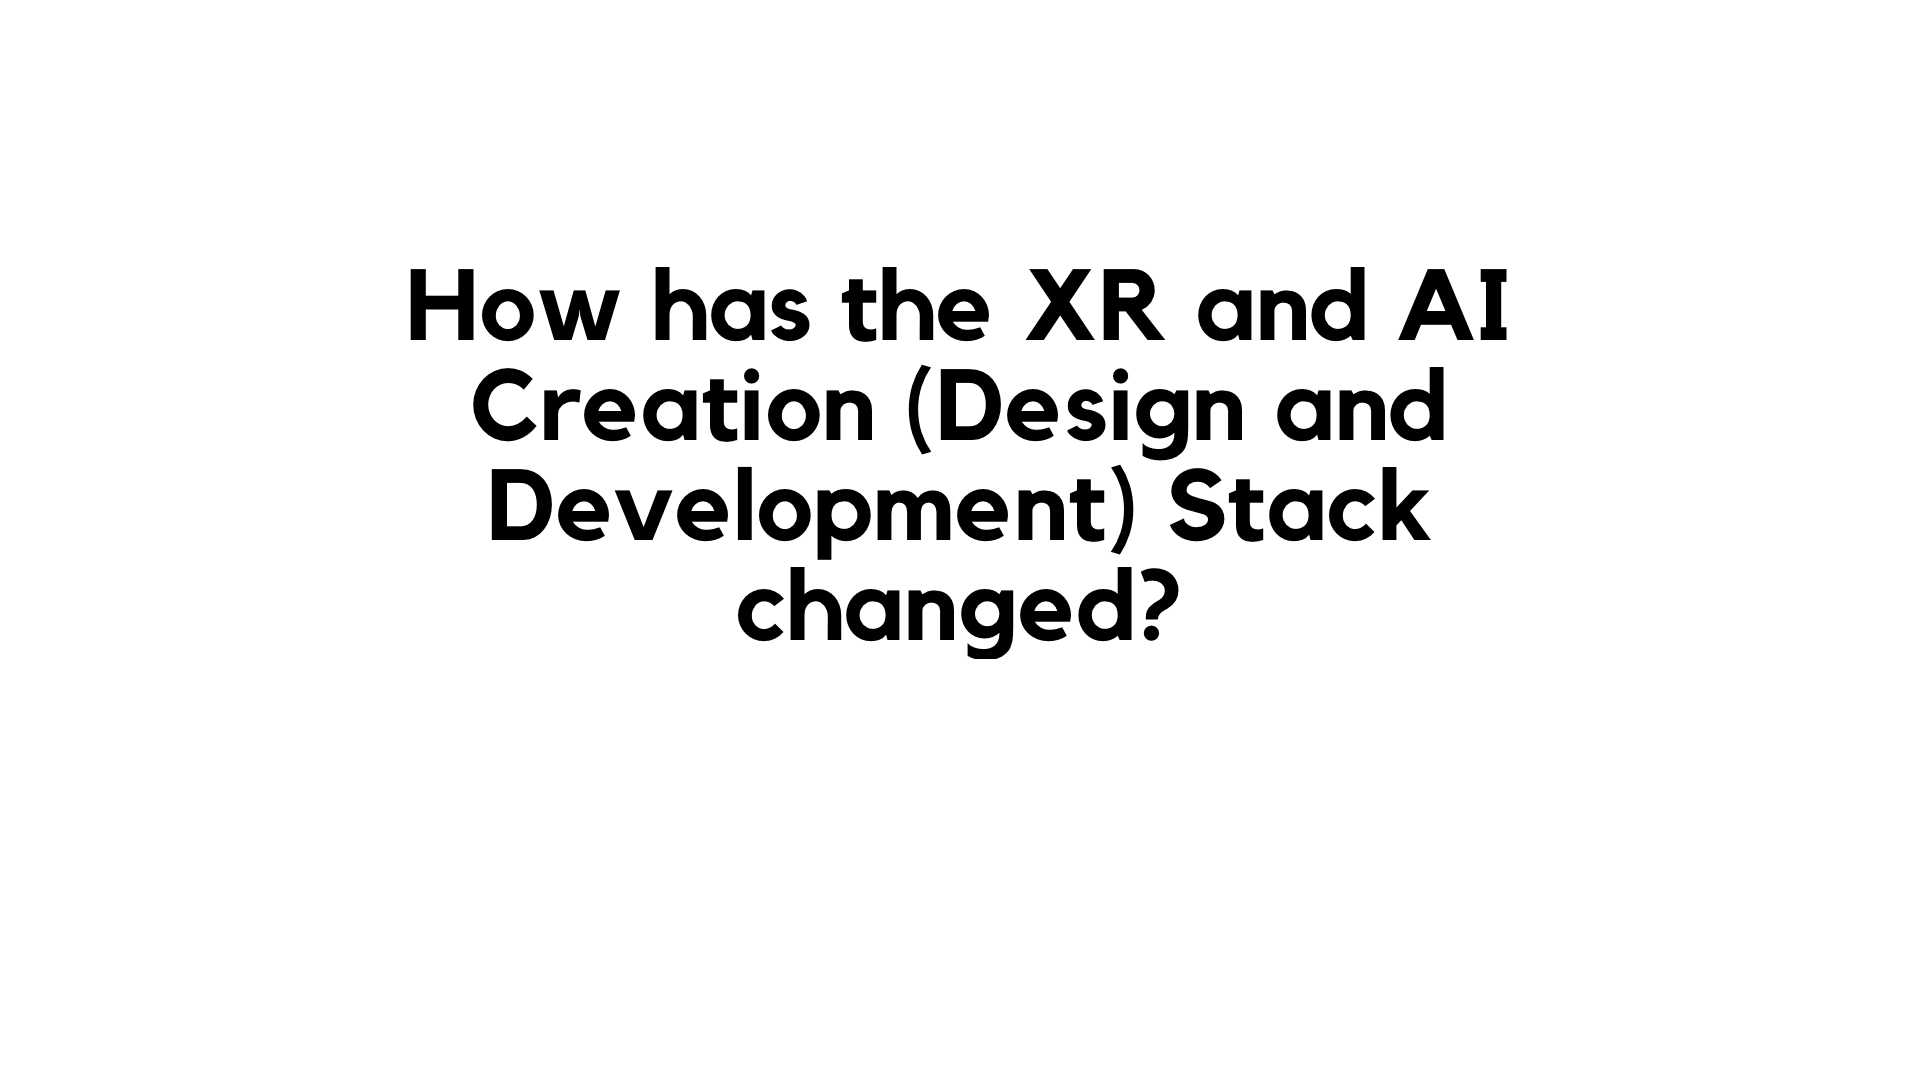 How has the XR and AI
Creation (Design and
Development) Stack
changed?